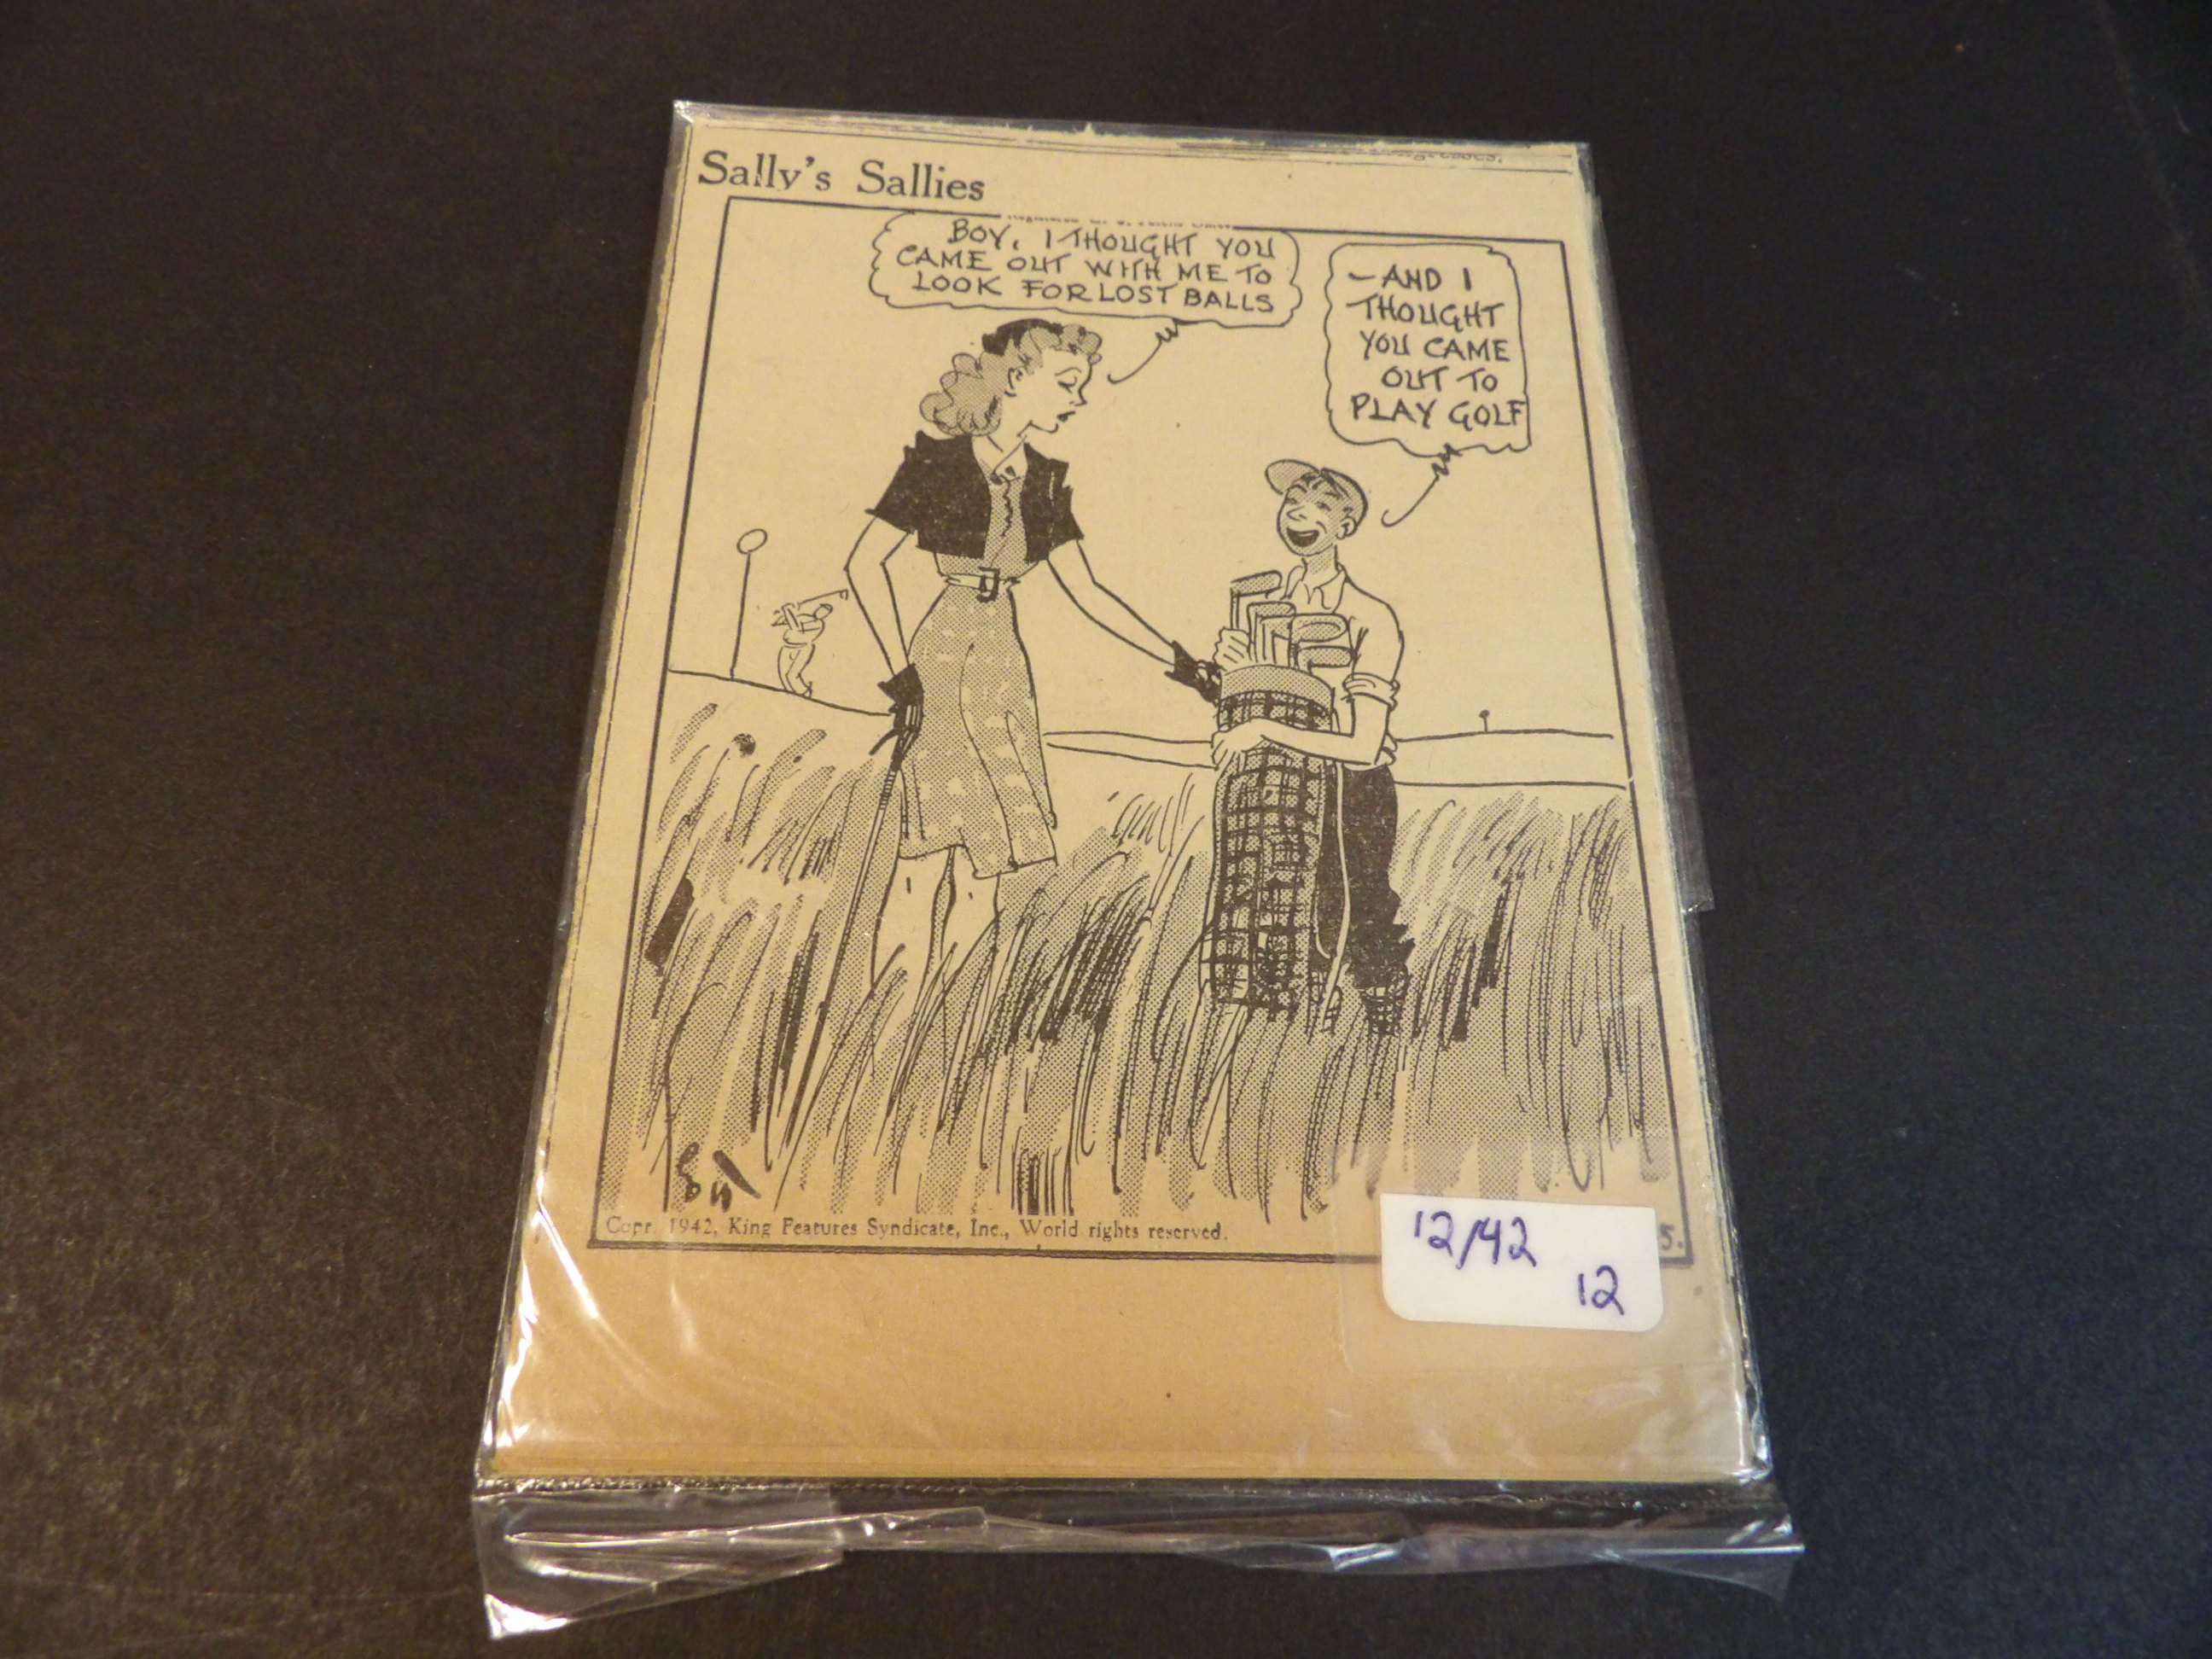 Sally's Sallies
BOY, I THOUGHT YOU
CAME OUT WITH ME TO
LOOK FOR LOST BALLS
—AND I
THOUGHT
YOU CAME
OUT TO
PLAY GOLF
Copr. 1942, King Features Syndicate, Inc., World rights reserved.
5.
12/42
12